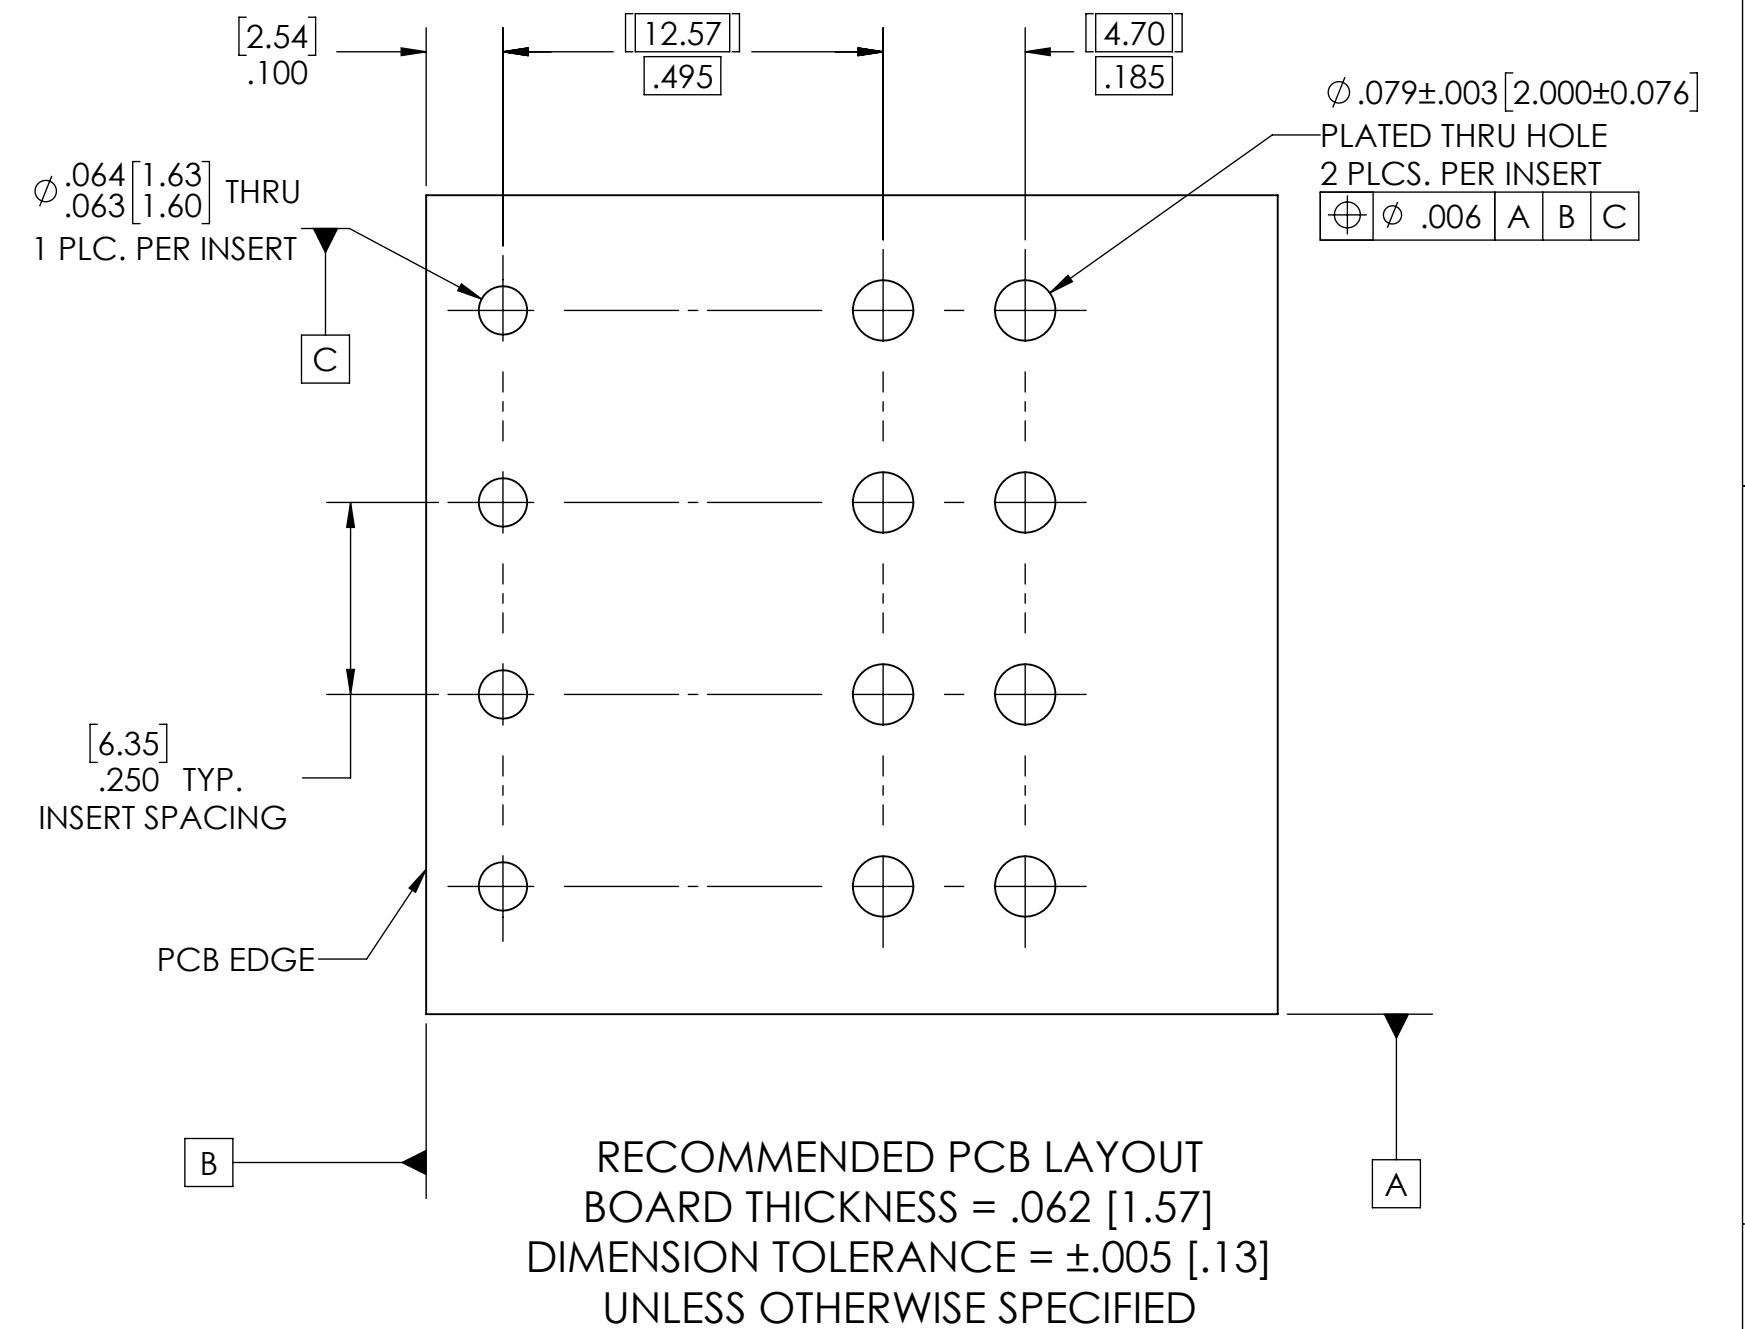 [2.54]
.100
[12.57]
.495
[4.70]
.185
⌀.079±.003[2.000±0.076]
PLATED THRU HOLE
2 PLCS. PER INSERT
⌖ ⌀ .006 A B C
⌀.064[1.63] THRU
.063[1.60]
1 PLC. PER INSERT
C
[6.35]
.250 TYP.
INSERT SPACING
PCB EDGE
B
A
RECOMMENDED PCB LAYOUT
BOARD THICKNESS = .062 [1.57]
DIMENSION TOLERANCE = ±.005 [.13]
UNLESS OTHERWISE SPECIFIED